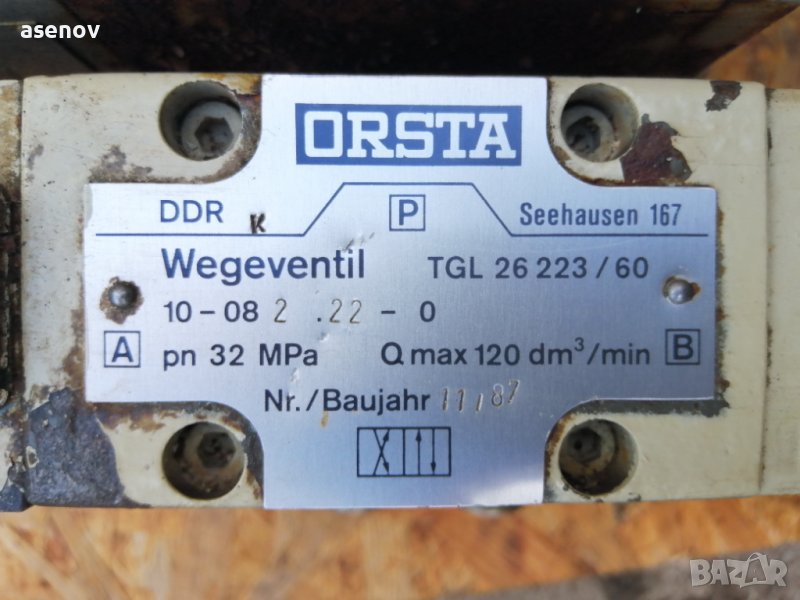 asenov
ORSTA
DDR K P Seehausen 167
Wegeventil TGL 26 223 / 60
10 – 08 2 . 22 – 0
A pn 32 MPa Q max 120 dm³/min B
Nr./Baujahr 11/87
BAZAR